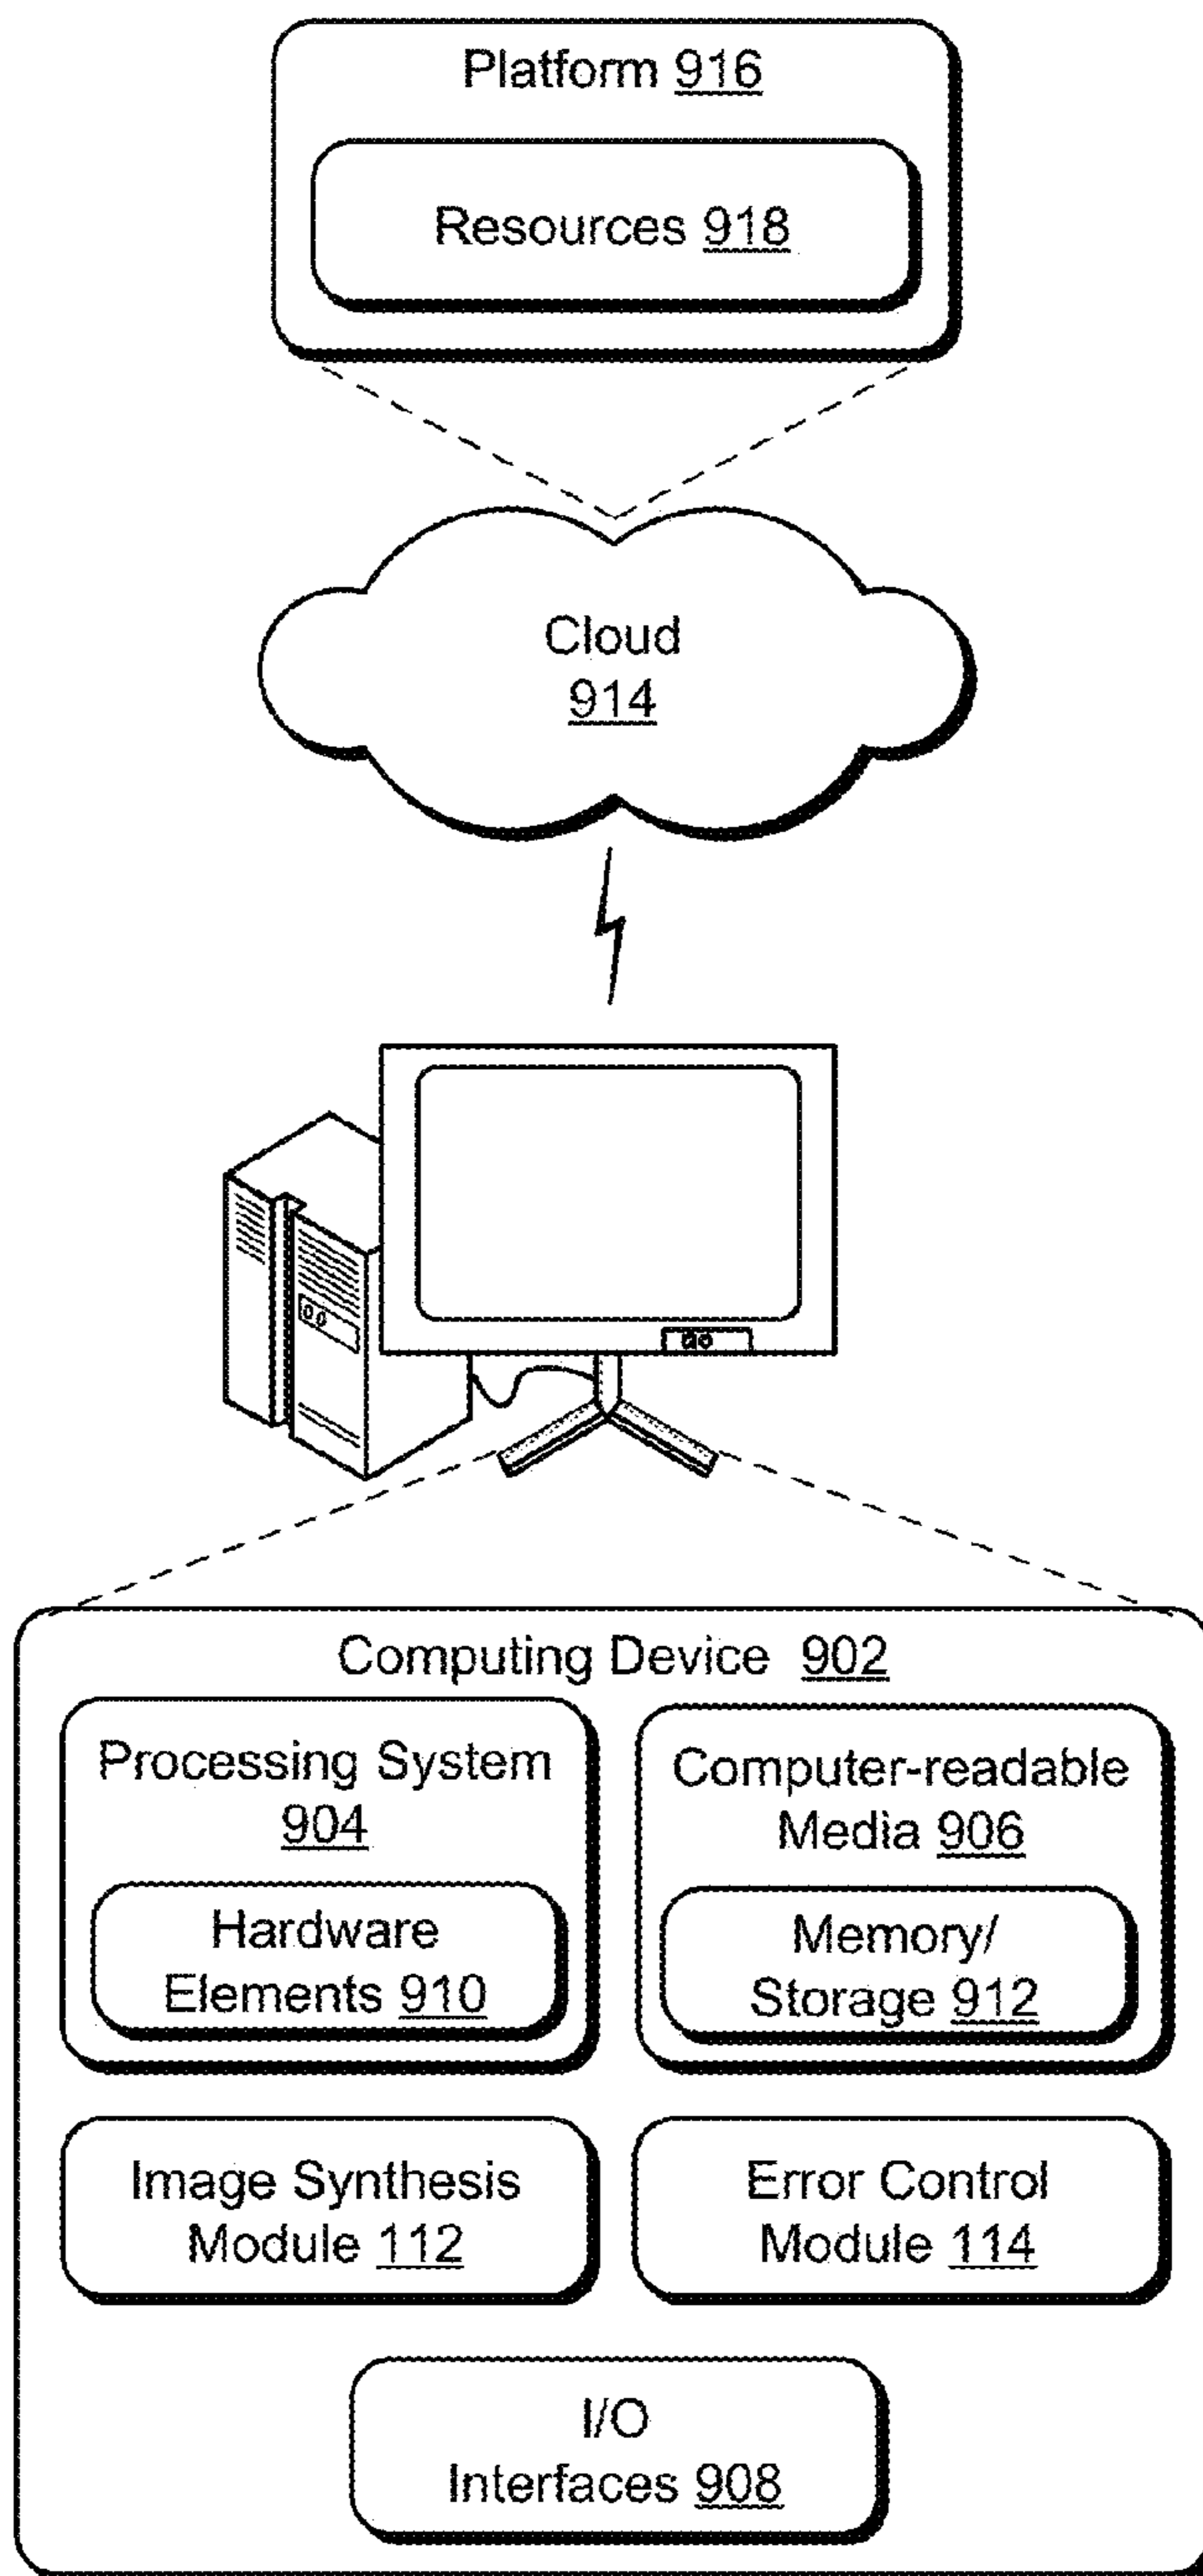 Platform 916
Resources 918
Cloud
914
Computing Device 902
Processing System
904
Hardware
Elements 910
Computer-readable
Media 906
Memory/
Storage 912
Image Synthesis
Module 112
Error Control
Module 114
I/O
Interfaces 908